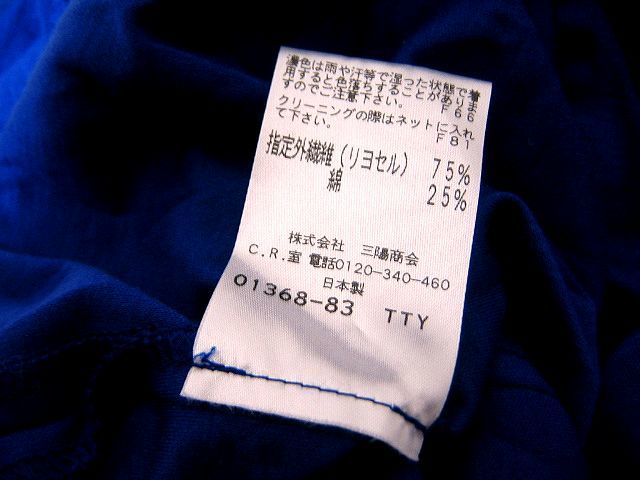 濃色は雨や汗等で湿った状態で着
用すると色落ちすることがありま
すのでご注意下さい。 F66
クリーニングの際はネットに入れ
て下さい。 F81
指定外繊維(リヨセル) 75%
綿 25%
株式会社 三陽商会
C.R.室 電話0120-340-460
日本製
01368-83 TTY